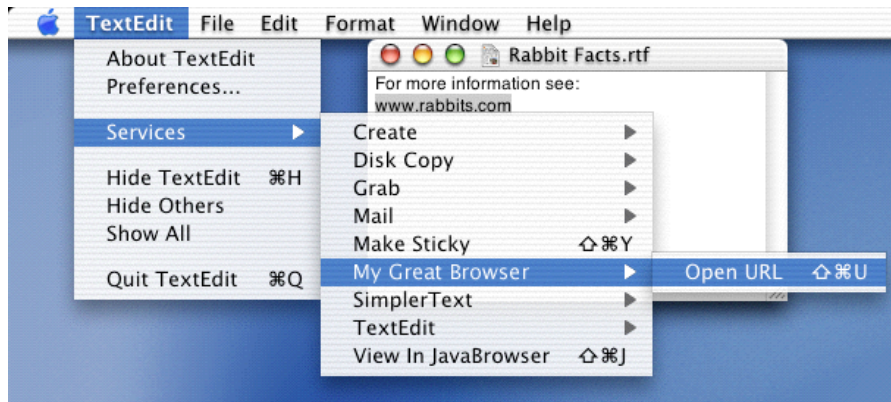 TextEdit File Edit Format Window Help
About TextEdit
Preferences...
Services
Hide TextEdit ⌘H
Hide Others
Show All
Quit TextEdit ⌘Q
Rabbit Facts.rtf
For more information see:
www.rabbits.com
Create
Disk Copy
Grab
Mail
Make Sticky ⇧⌘Y
My Great Browser
SimplerText
TextEdit
View In JavaBrowser ⇧⌘J
Open URL ⇧⌘U